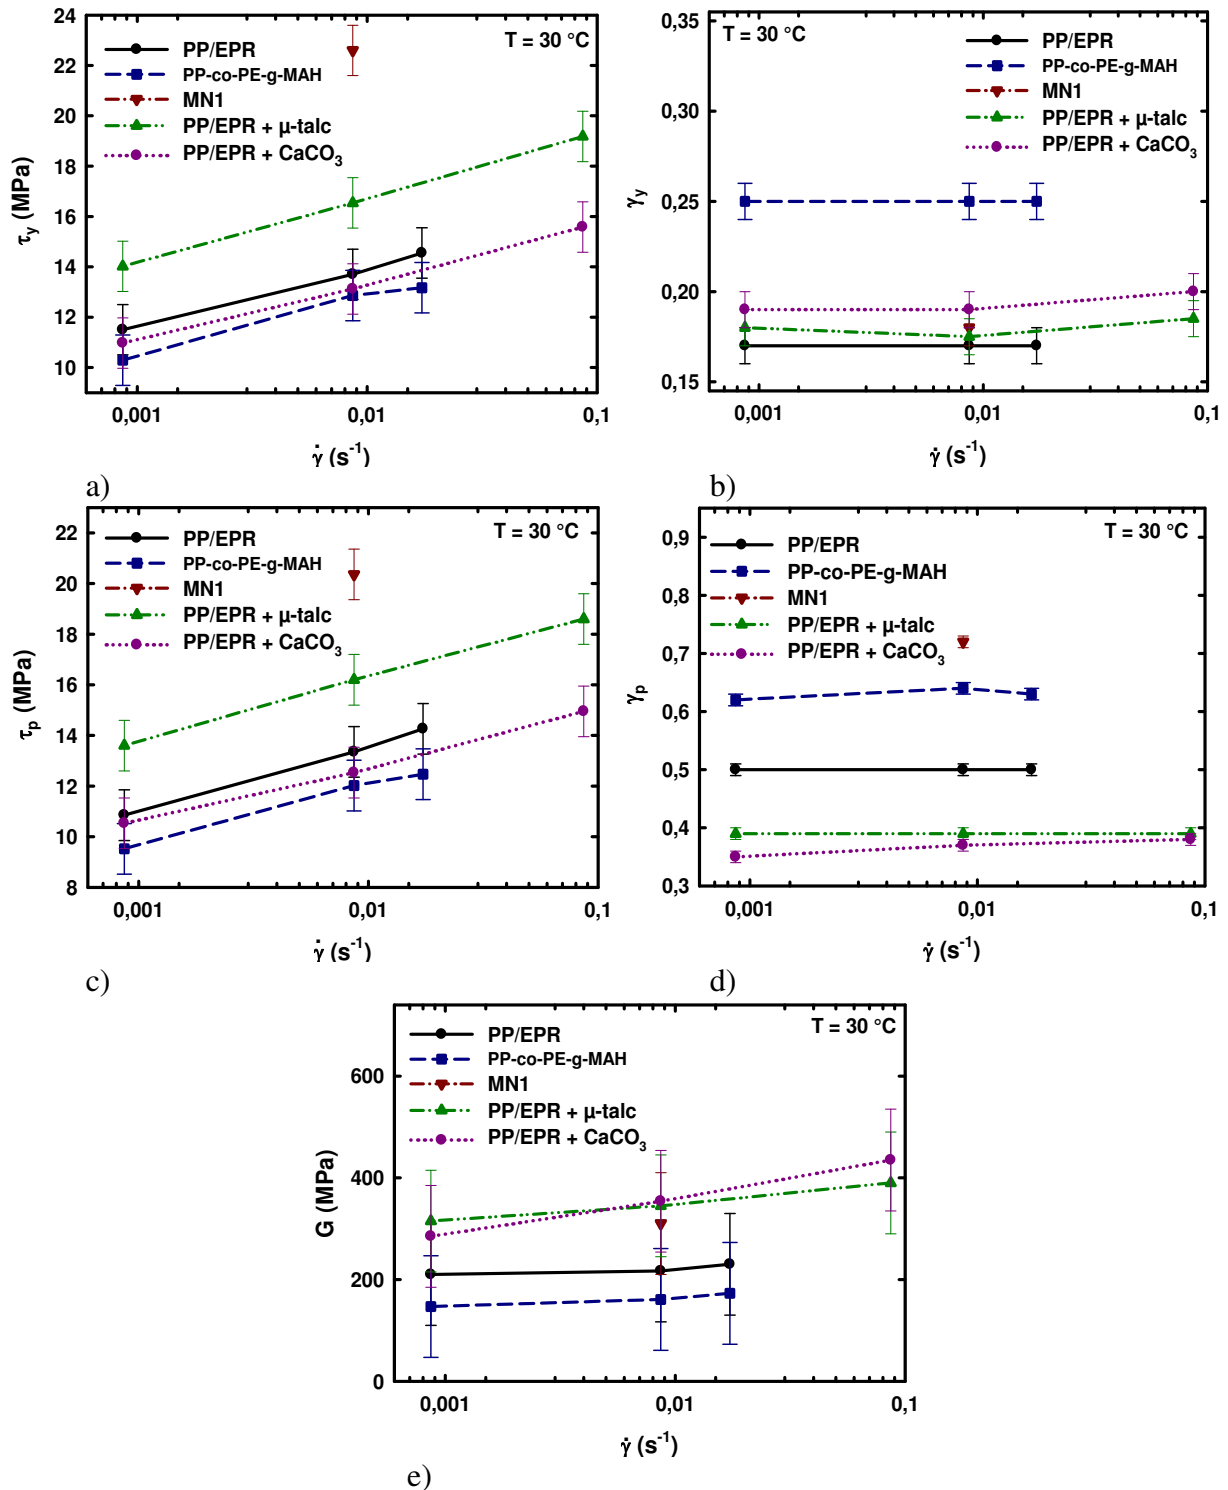 24
22
20
18
16
14
12
10
τy (MPa)
PP/EPR
PP-co-PE-g-MAH
MN1
PP/EPR + μ-talc
PP/EPR + CaCO3
T = 30 °C
0,001
0,01
0,1
γ̇ (s-1)
a)
0,35
0,30
0,25
0,20
0,15
γy
T = 30 °C
PP/EPR
PP-co-PE-g-MAH
MN1
PP/EPR + μ-talc
PP/EPR + CaCO3
0,001
0,01
0,1
γ̇ (s-1)
b)
22
20
18
16
14
12
10
8
τp (MPa)
PP/EPR
PP-co-PE-g-MAH
MN1
PP/EPR + μ-talc
PP/EPR + CaCO3
T = 30 °C
0,001
0,01
0,1
γ̇ (s-1)
c)
0,9
0,8
0,7
0,6
0,5
0,4
0,3
γp
PP/EPR
PP-co-PE-g-MAH
MN1
PP/EPR + μ-talc
PP/EPR + CaCO3
T = 30 °C
0,001
0,01
0,1
γ̇ (s-1)
d)
600
400
200
0
G (MPa)
PP/EPR
PP-co-PE-g-MAH
MN1
PP/EPR + μ-talc
PP/EPR + CaCO3
T = 30 °C
0,001
0,01
0,1
γ̇ (s-1)
e)